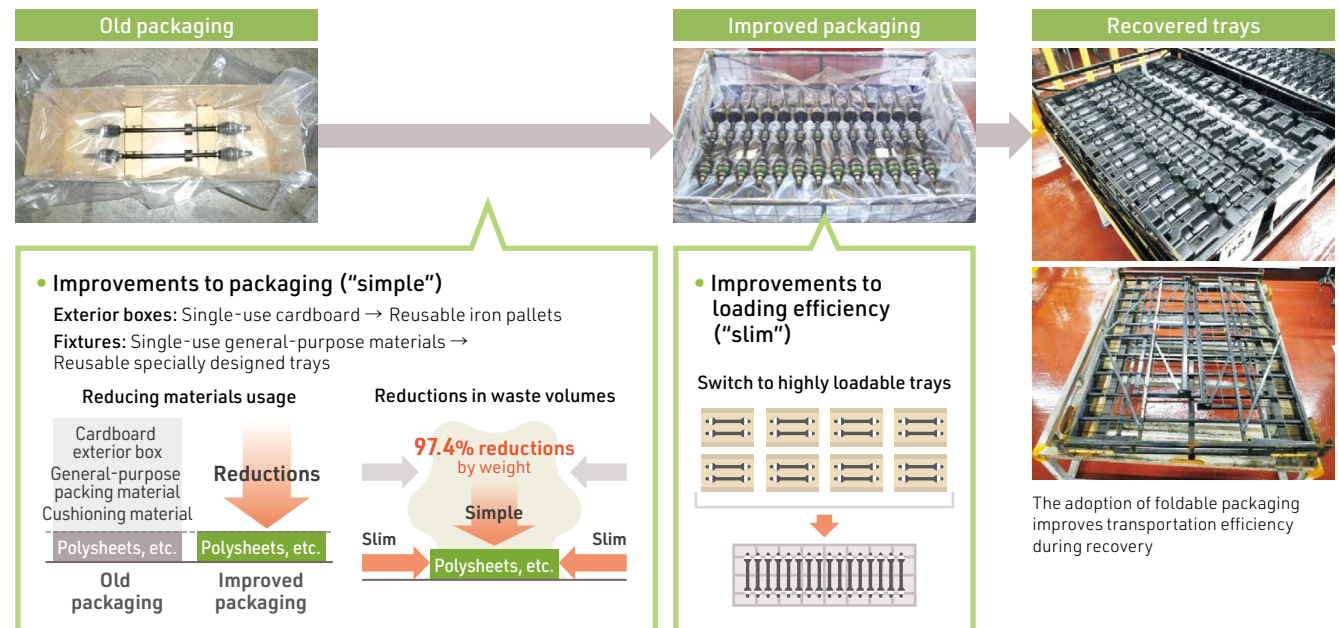 Old packaging
Improved packaging
Recovered trays
• Improvements to packaging (“simple”)
Exterior boxes: Single-use cardboard → Reusable iron pallets
Fixtures: Single-use general-purpose materials →
Reusable specially designed trays
Reducing materials usage
Cardboard
exterior box
General-purpose
packing material
Cushioning material
Polysheets, etc.
Old
packaging
Reductions
Polysheets, etc.
Improved
packaging
Reductions in waste volumes
97.4% reductions
by weight
Simple
Slim
Slim
Polysheets, etc.
• Improvements to
loading efficiency
(“slim”)
Switch to highly loadable trays
The adoption of foldable packaging
improves transportation efficiency
during recovery